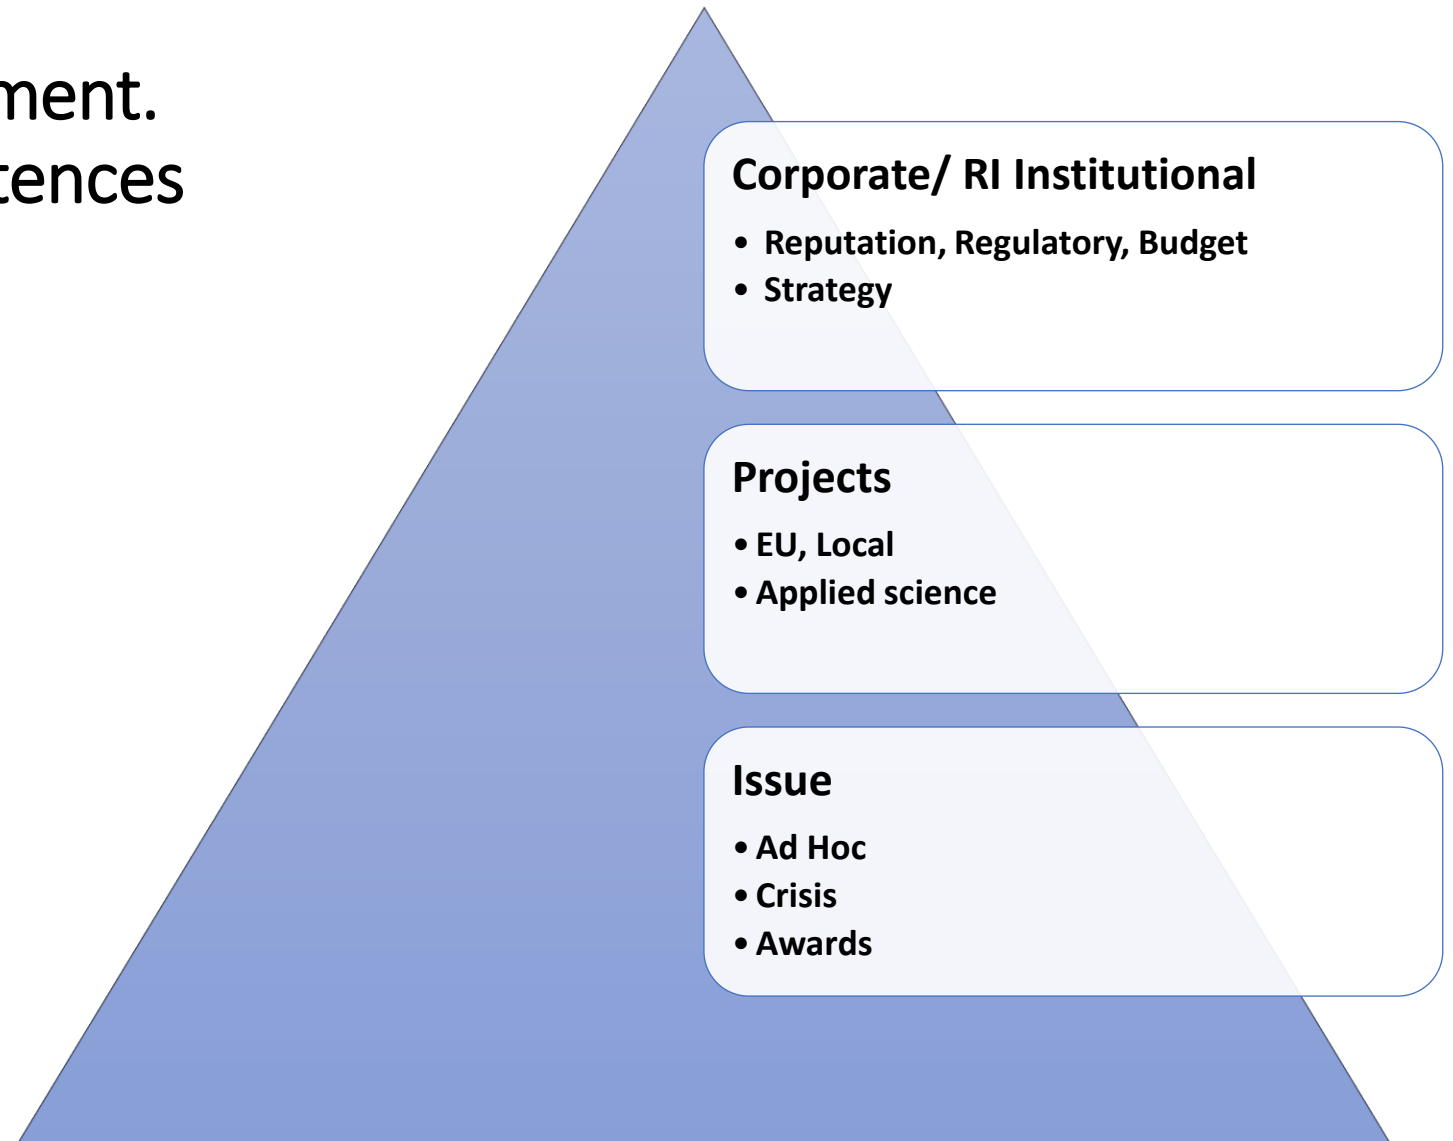 ment.
tences
Corporate/ RI Institutional
• Reputation, Regulatory, Budget
• Strategy
Projects
• EU, Local
• Applied science
Issue
• Ad Hoc
• Crisis
• Awards